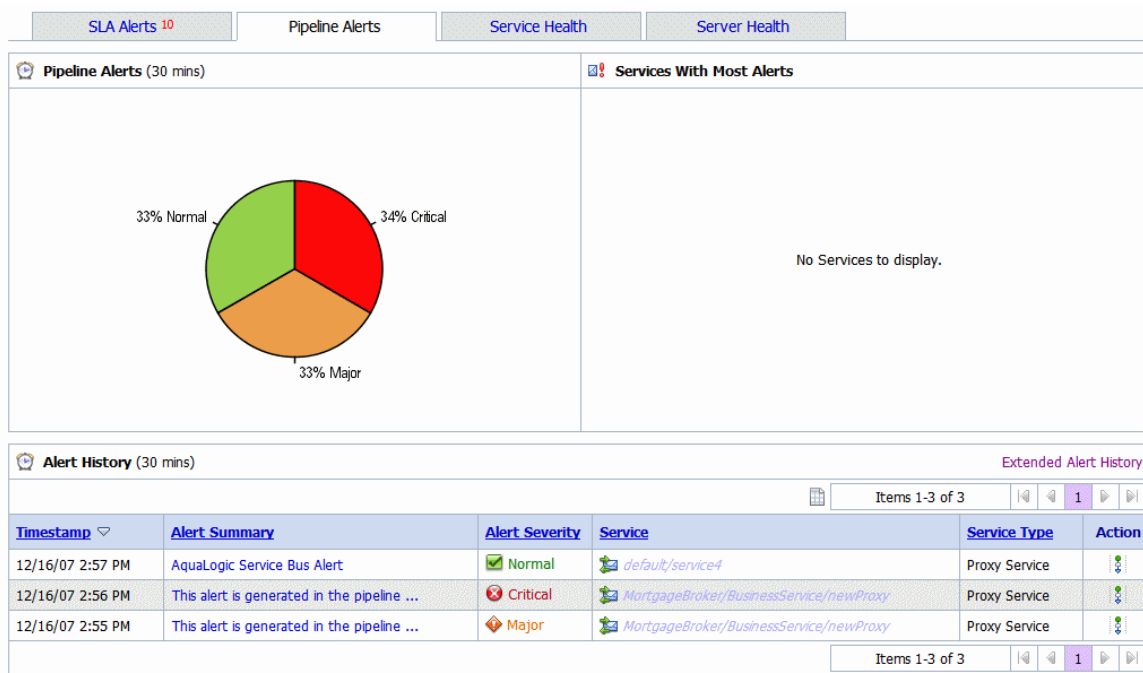 SLA Alerts 10 Pipeline Alerts Service Health Server Health
Pipeline Alerts (30 mins)
Services With Most Alerts
33% Normal
34% Critical
33% Major
No Services to display.
Alert History (30 mins)
Extended Alert History
Items 1-3 of 3 1
Timestamp Alert Summary Alert Severity Service Service Type Action
12/16/07 2:57 PM AquaLogic Service Bus Alert Normal default/service4 Proxy Service
12/16/07 2:56 PM This alert is generated in the pipeline ... Critical MortgageBroker/BusinessService/newProxy Proxy Service
12/16/07 2:55 PM This alert is generated in the pipeline ... Major MortgageBroker/BusinessService/newProxy Proxy Service
Items 1-3 of 3 1